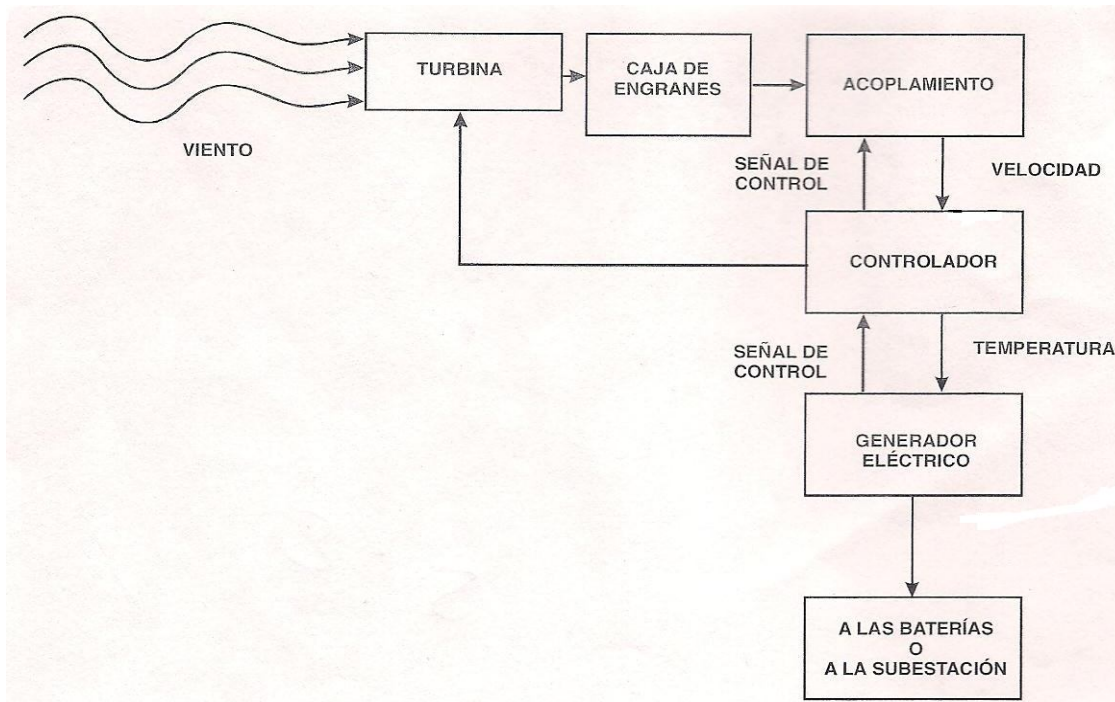 TURBINA
CAJA DE
ENGRANES
ACOPLAMIENTO
VIENTO
SEÑAL DE
CONTROL
VELOCIDAD
CONTROLADOR
SEÑAL DE
CONTROL
TEMPERATURA
GENERADOR
ELÉCTRICO
A LAS BATERÍAS
O
A LA SUBESTACIÓN